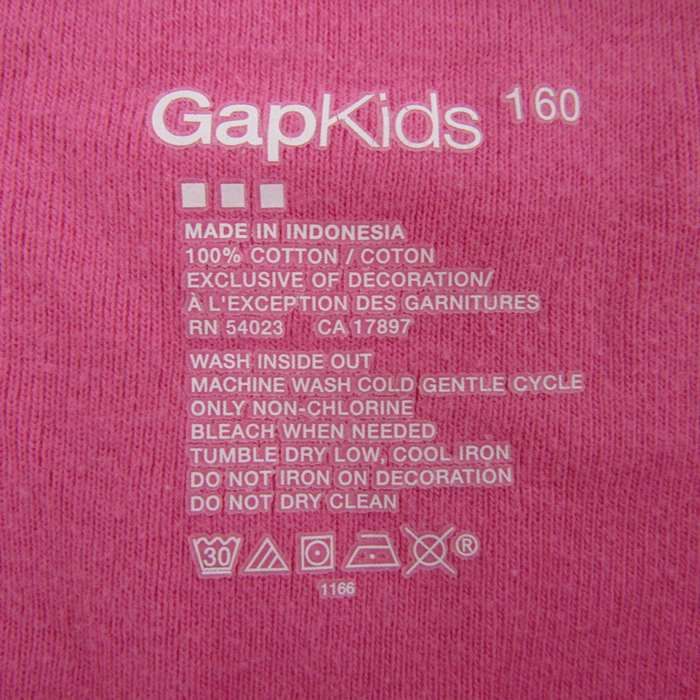 GapKids 160
MADE IN INDONESIA
100% COTTON / COTON
EXCLUSIVE OF DECORATION/
À L'EXCEPTION DES GARNITURES
RN 54023 CA 17897
WASH INSIDE OUT
MACHINE WASH COLD GENTLE CYCLE
ONLY NON-CHLORINE
BLEACH WHEN NEEDED
TUMBLE DRY LOW, COOL IRON
DO NOT IRON ON DECORATION
DO NOT DRY CLEAN
30 ®
1166